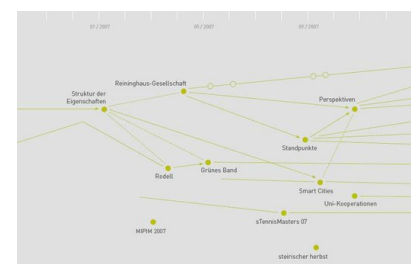 01 / 2007
05 / 2007
09 / 2007
Struktur der
Eigenschaften
Reininghaus-Gesellschaft
Perspektiven
Standpunkte
Rodell
Grünes Band
Smart Cities
Uni-Kooperationen
MIPIM 2007
sTennisMasters 07
steirischer herbst